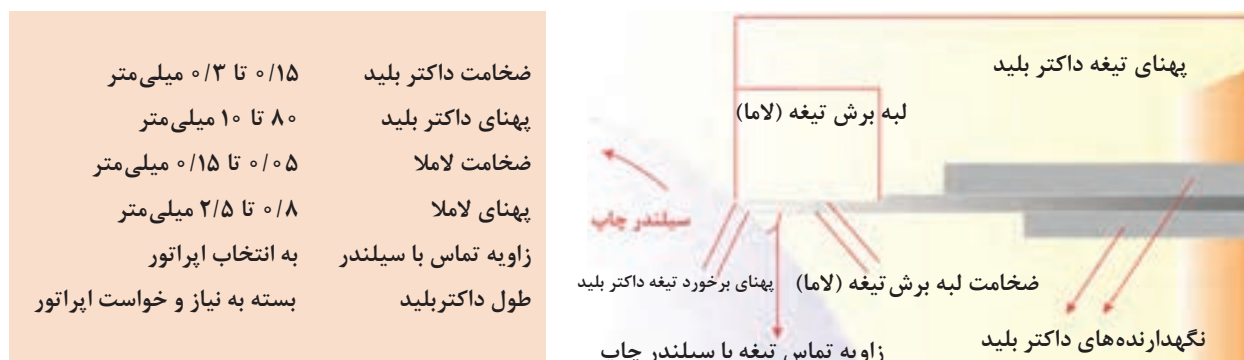 ضخامت داکتر بلید ۰/۱۵ تا ۰/۳ میلی‌متر
پهنای داکتر بلید ۸۰ تا ۱۰ میلی‌متر
ضخامت لاملا ۰/۰۵ تا ۰/۱۵ میلی‌متر
پهنای لاملا ۰/۸ تا ۲/۵ میلی‌متر
زاویه تماس با سیلندر به انتخاب اپراتور
طول داکتربلید بسته به نیاز و خواست اپراتور
پهنای تیغه داکتر بلید
لبه برش تیغه (لاما)
سیلندر چاپ
ضخامت لبه برش تیغه (لاما)
پهنای برخورد تیغه داکتر بلید
نگهدارنده‌های داکتر بلید
زاویه تماس تیغه با سیلندر چاپ